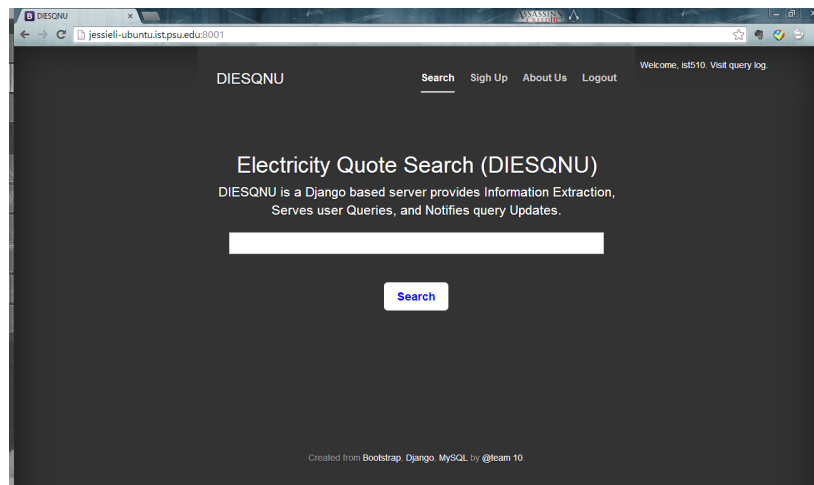 DIESQNU
ASSASSIN'S
jessieli-ubuntu.ist.psu.edu:8001
Welcome, ist510. Visit query log.
DIESQNU
Search Sigh Up About Us Logout
Electricity Quote Search (DIESQNU)
DIESQNU is a Django based server provides Information Extraction,
Serves user Queries, and Notifies query Updates.
Search
Created from Bootstrap, Django, MySQL by @team 10.